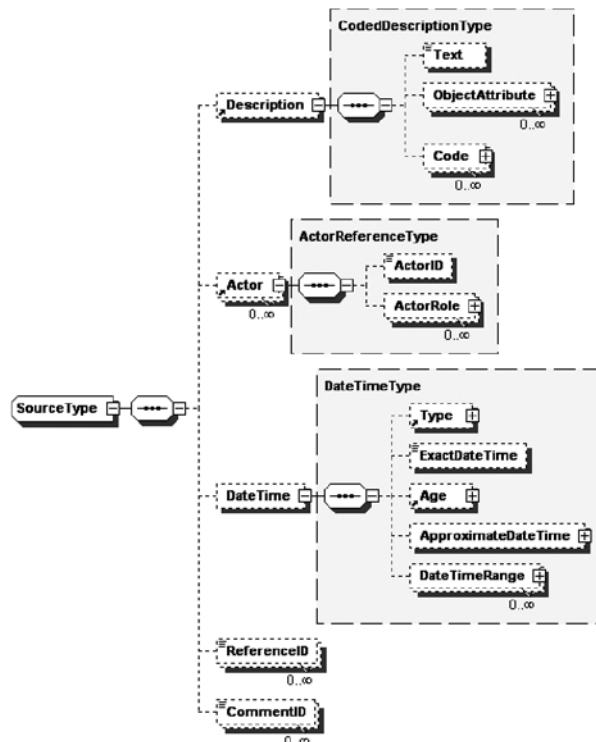 CodedDescriptionType
Text
Description
ObjectAttribute
0..∞
Code
0..∞
ActorReferenceType
ActorID
Actor
0..∞
ActorRole
0..∞
SourceType
DateTimeType
Type
ExactDateTime
DateTime
Age
ApproximateDateTime
DateTimeRange
0..∞
ReferenceID
0..∞
CommentID
0..∞